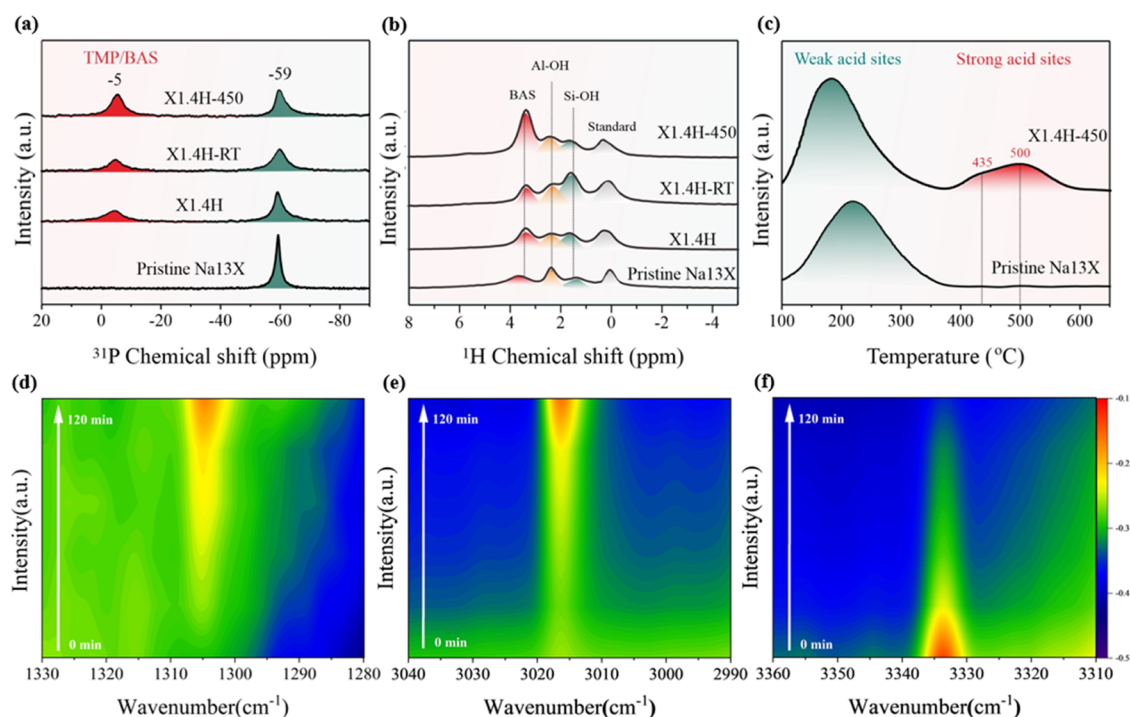 (a)
TMP/BAS
-5
-59
X1.4H-450
X1.4H-RT
X1.4H
Pristine Na13X
Intensity (a.u.)
20 0 -20 -40 -60 -80
³¹P Chemical shift (ppm)
(b)
Al-OH
BAS
Si-OH
Standard
X1.4H-450
X1.4H-RT
X1.4H
Pristine Na13X
Intensity (a.u.)
8 6 4 2 0 -2 -4
¹H Chemical shift (ppm)
(c)
Weak acid sites
Strong acid sites
X1.4H-450
435
500
Pristine Na13X
Intensity (a.u.)
100 200 300 400 500 600
Temperature (°C)
(d)
120 min
0 min
Intensity(a.u.)
1330 1320 1310 1300 1290 1280
Wavenumber(cm⁻¹)
(e)
120 min
0 min
Intensity(a.u.)
3040 3030 3020 3010 3000 2990
Wavenumber(cm⁻¹)
(f)
120 min
0 min
Intensity(a.u.)
3360 3350 3340 3330 3320 3310
Wavenumber(cm⁻¹)
-0.1
-0.2
-0.3
-0.4
-0.5